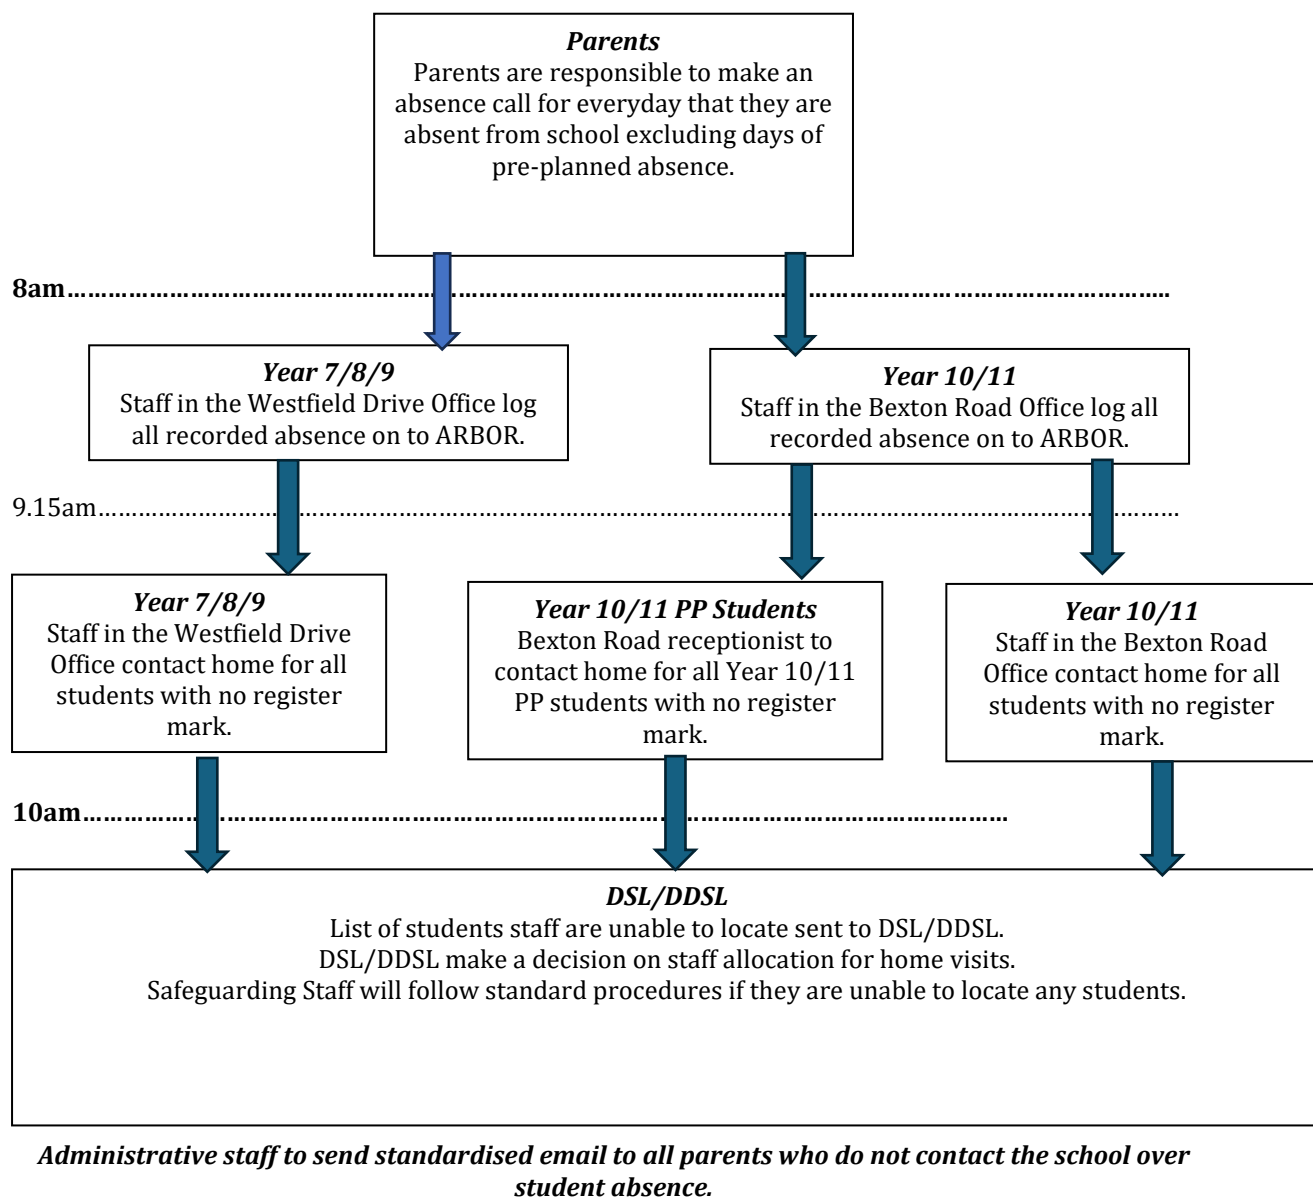 Parents
Parents are responsible to make an
absence call for everyday that they are
absent from school excluding days of
pre-planned absence.
8am……………………………………………………………………………………………………………………..
Year 7/8/9
Staff in the Westfield Drive Office log
all recorded absence on to ARBOR.
Year 10/11
Staff in the Bexton Road Office log all
recorded absence on to ARBOR.
9.15am……………………………………………………………………………………………………………………
Year 7/8/9
Staff in the Westfield Drive
Office contact home for all
students with no register
mark.
Year 10/11 PP Students
Bexton Road receptionist to
contact home for all Year 10/11
PP students with no register
mark.
Year 10/11
Staff in the Bexton Road
Office contact home for all
students with no register
mark.
10am…………………………………………………………………………………………………
DSL/DDSL
List of students staff are unable to locate sent to DSL/DDSL.
DSL/DDSL make a decision on staff allocation for home visits.
Safeguarding Staff will follow standard procedures if they are unable to locate any students.
Administrative staff to send standardised email to all parents who do not contact the school over
student absence.